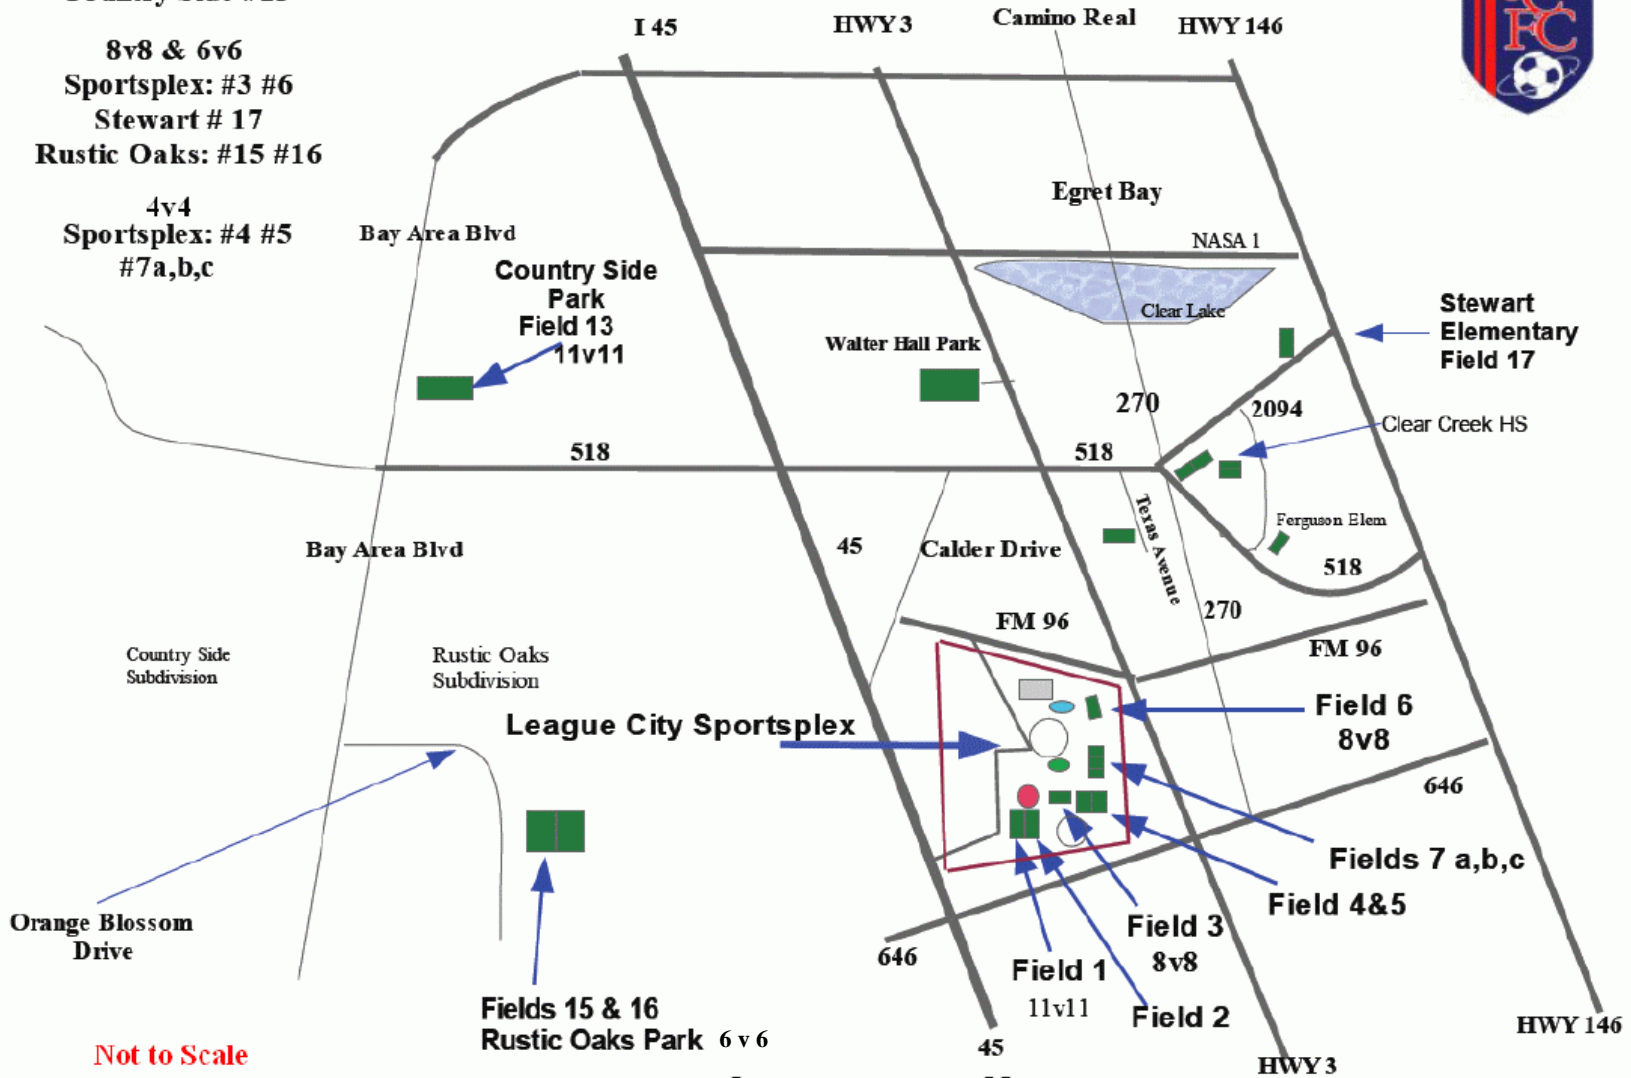 I 45
HWY 3
Camino Real
HWY 146
FC
8v8 & 6v6
Sportsplex: #3 #6
Stewart # 17
Rustic Oaks: #15 #16
4v4
Sportsplex: #4 #5
#7a,b,c
Egret Bay
Bay Area Blvd
NASA 1
Country Side
Park
Field 13
11v11
Clear Lake
Stewart
Elementary
Field 17
Walter Hall Park
270
2094
Clear Creek HS
518
518
Texas Avenue
Ferguson Elem
45
Calder Drive
Bay Area Blvd
518
270
FM 96
FM 96
Country Side
Subdivision
Rustic Oaks
Subdivision
League City Sportsplex
Field 6
8v8
646
Fields 7 a,b,c
Field 4&5
Orange Blossom
Drive
Field 3
8v8
646
Field 1
11v11
Field 2
Fields 15 & 16
Rustic Oaks Park 6 v 6
Not to Scale
45
HWY 146
HWY 3